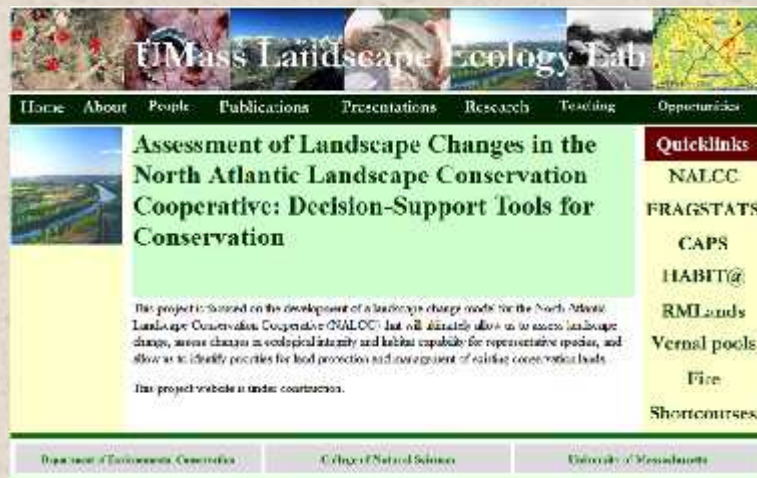 UMass Landscape Ecology Lab
Home About People Publications Presentations Research Teaching Opportunities
Assessment of Landscape Changes in the
North Atlantic Landscape Conservation
Cooperative: Decision-Support Tools for
Conservation
This project is focused on the development of a landscape change model for the North Atlantic
Landscape Conservation Cooperative (NALCC) that will ultimately allow us to assess landscape
change, assess changes in ecological integrity and habitat capability for representative species, and
allow us to identify priorities for land protection and management of existing conservation lands.
This project website is under construction.
Quicklinks
NALCC
FRAGSTATS
CAPS
HABIT@
RMLands
Vernal pools
Fire
Shortcourses
Department of Environmental Conservation
College of Natural Sciences
University of Massachusetts